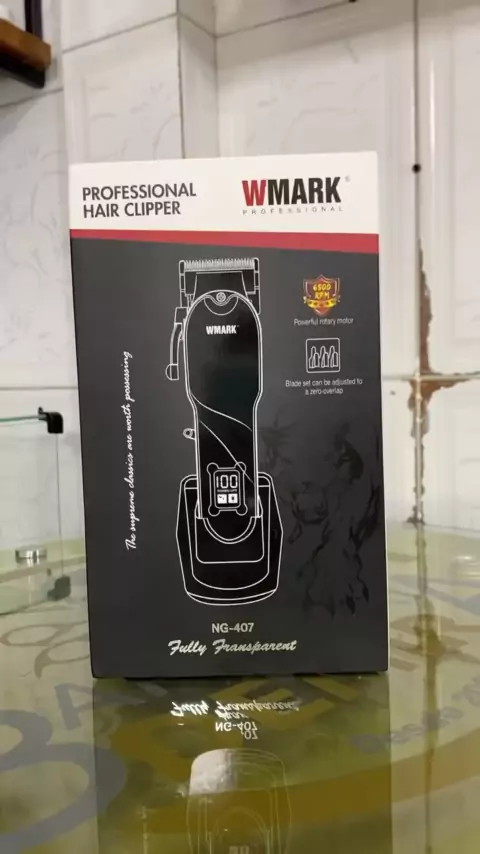 PROFESSIONAL
HAIR CLIPPER
WMARK®
PROFESSIONAL
6500
RPM
Powerful rotary motor
WMARK
Blade set can be adjusted to
a zero-overlap
The supreme classics are worth possessing
100
NG-407
Fully Transparent